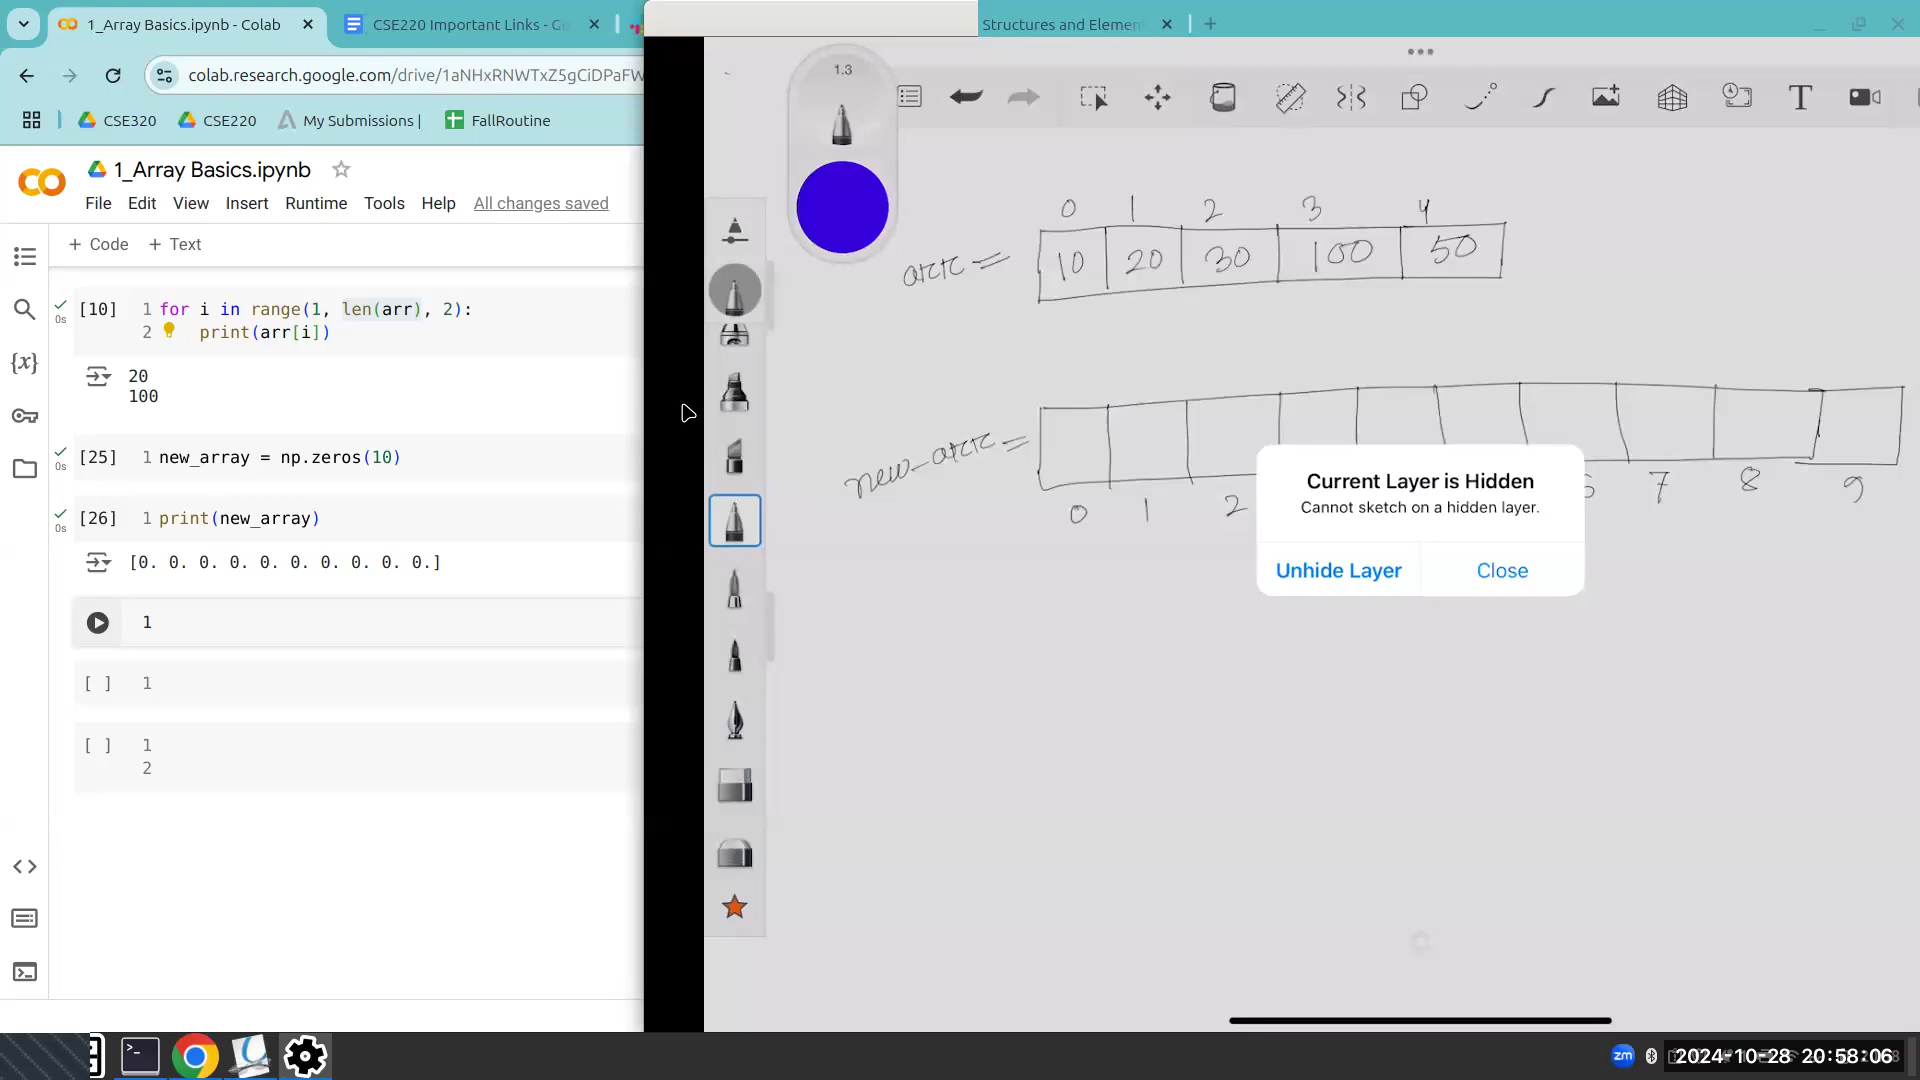 1_Array Basics.ipynb - Colab
CSE220 Important Links - Go
Structures and Elemen
colab.research.google.com/drive/1aNHxRNWTxZ5gCiDPaFW
CSE320
CSE220
My Submissions |
FallRoutine
1_Array Basics.ipynb
File Edit View Insert Runtime Tools Help All changes saved
+ Code + Text
[10] 1 for i in range(1, len(arr), 2):
0s
2 print(arr[i])
20
100
[25] 1 new_array = np.zeros(10)
0s
[26] 1 print(new_array)
0s
[0. 0. 0. 0. 0. 0. 0. 0. 0. 0.]
1
[ ] 1
[ ] 1
2
{x}
1.3
T
0 1 2 3 4
arr = 10 20 30 100 50
new_arr =
0 1 2 7 8 9
Current Layer is Hidden
Cannot sketch on a hidden layer.
Unhide Layer
Close
zm
2024-10-28 20:58:06